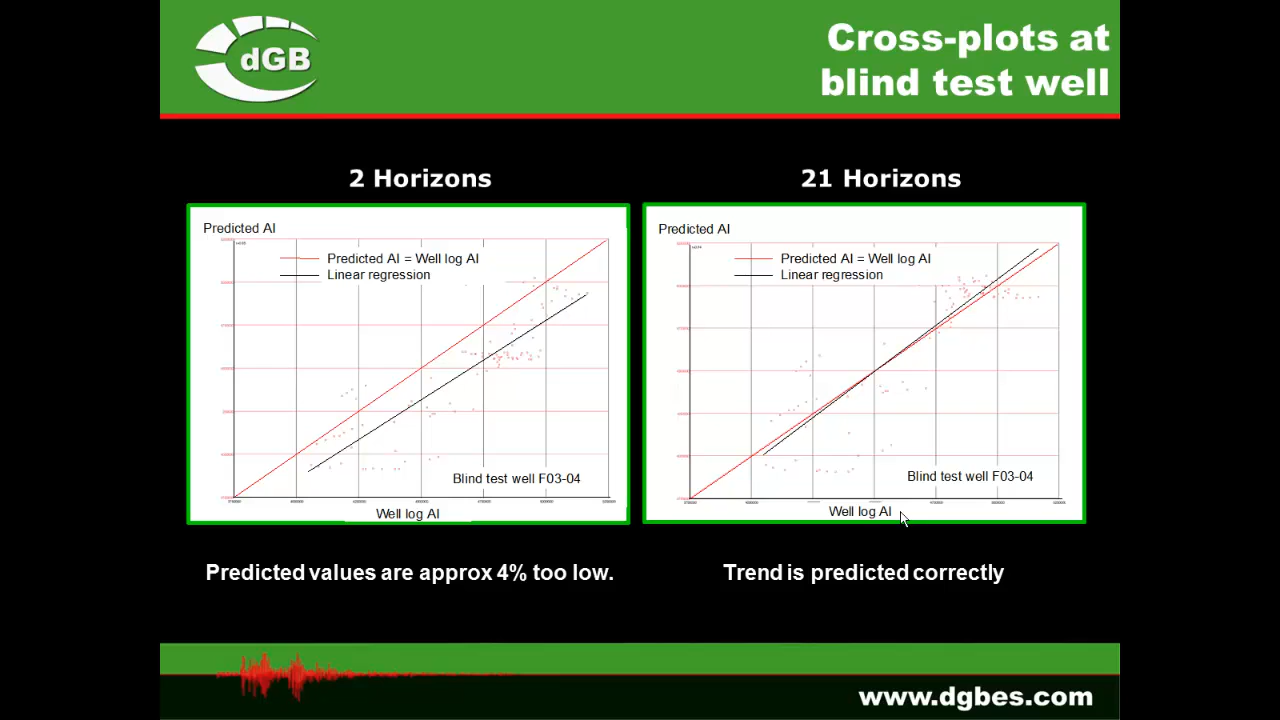 dGB
Cross-plots at
blind test well
2 Horizons
21 Horizons
Predicted AI
Predicted AI = Well log AI
Linear regression
Blind test well F03-04
Well log AI
Predicted AI
Predicted AI = Well log AI
Linear regression
Blind test well F03-04
Well log AI
Predicted values are approx 4% too low.
Trend is predicted correctly
www.dgbes.com